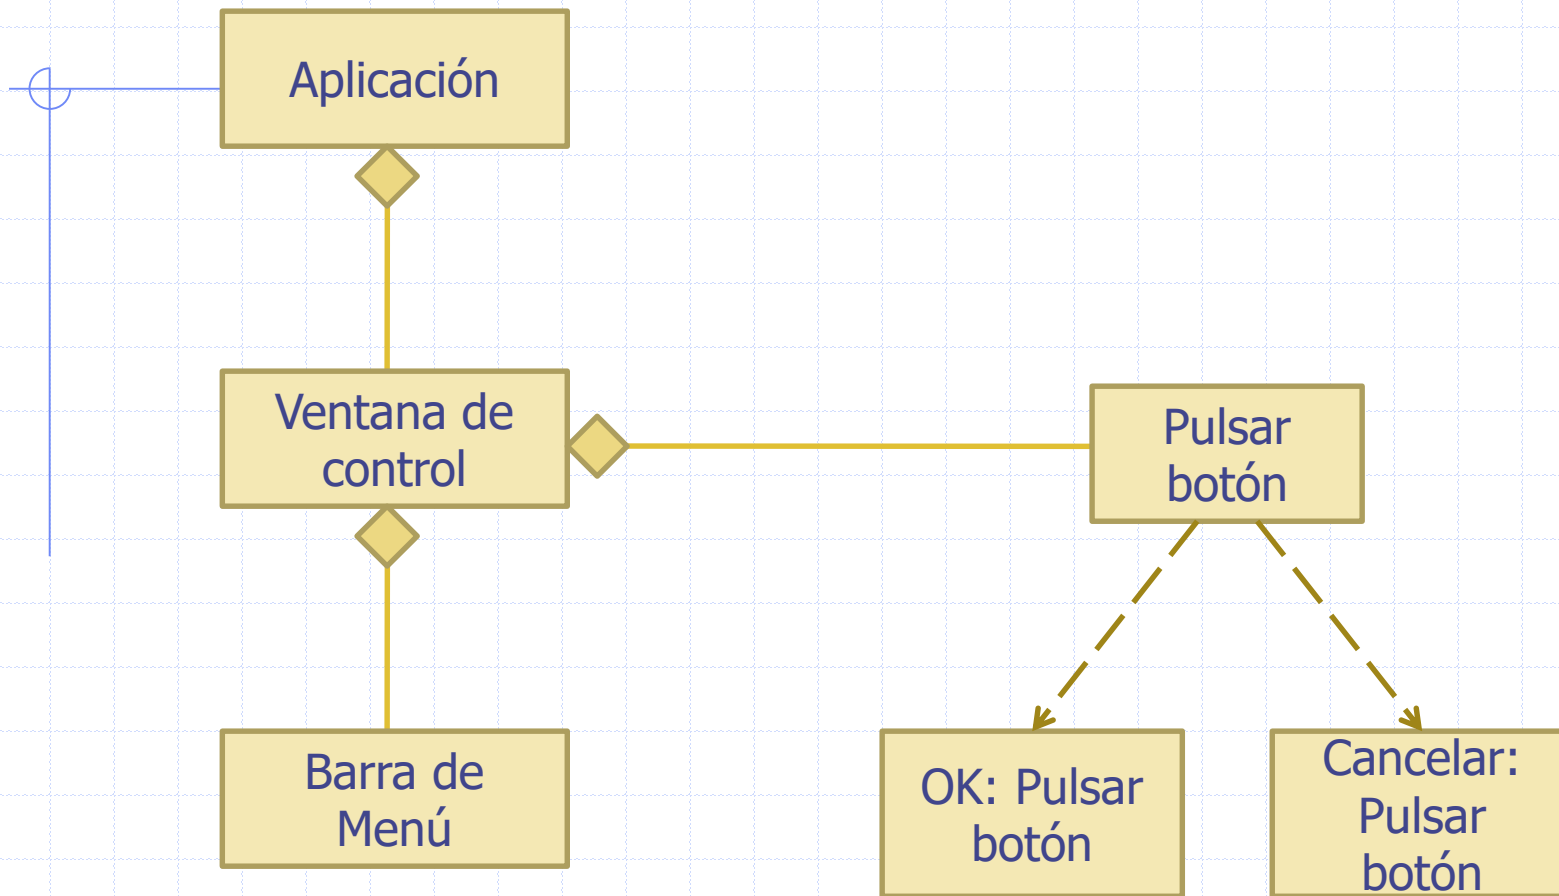 Aplicación
Ventana de
control
Pulsar
botón
Barra de
Menú
OK: Pulsar
botón
Cancelar:
Pulsar
botón